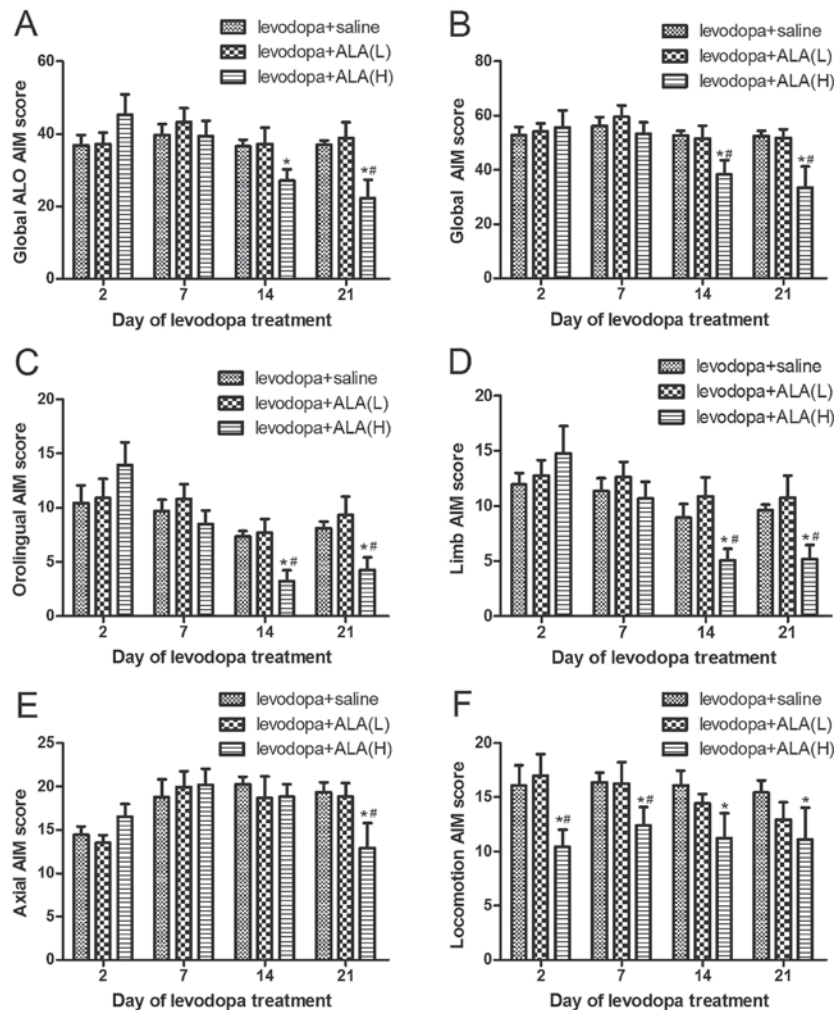 A
levodopa+saline
levodopa+ALA(L)
levodopa+ALA(H)
Global ALO AIM score
60
40
20
0
*
*#
2 7 14 21
Day of levodopa treatment
B
levodopa+saline
levodopa+ALA(L)
levodopa+ALA(H)
Global AIM score
80
60
40
20
0
*#
*#
2 7 14 21
Day of levodopa treatment
C
levodopa+saline
levodopa+ALA(L)
levodopa+ALA(H)
Orolingual AIM score
20
15
10
5
0
*#
*#
2 7 14 21
Day of levodopa treatment
D
levodopa+saline
levodopa+ALA(L)
levodopa+ALA(H)
Limb AIM score
20
15
10
5
0
*#
*#
2 7 14 21
Day of levodopa treatment
E
levodopa+saline
levodopa+ALA(L)
levodopa+ALA(H)
Axial AIM score
25
20
15
10
5
0
*#
2 7 14 21
Day of levodopa treatment
F
levodopa+saline
levodopa+ALA(L)
levodopa+ALA(H)
Locomotion AIM score
20
15
10
5
0
*#
*#
*
*
2 7 14 21
Day of levodopa treatment